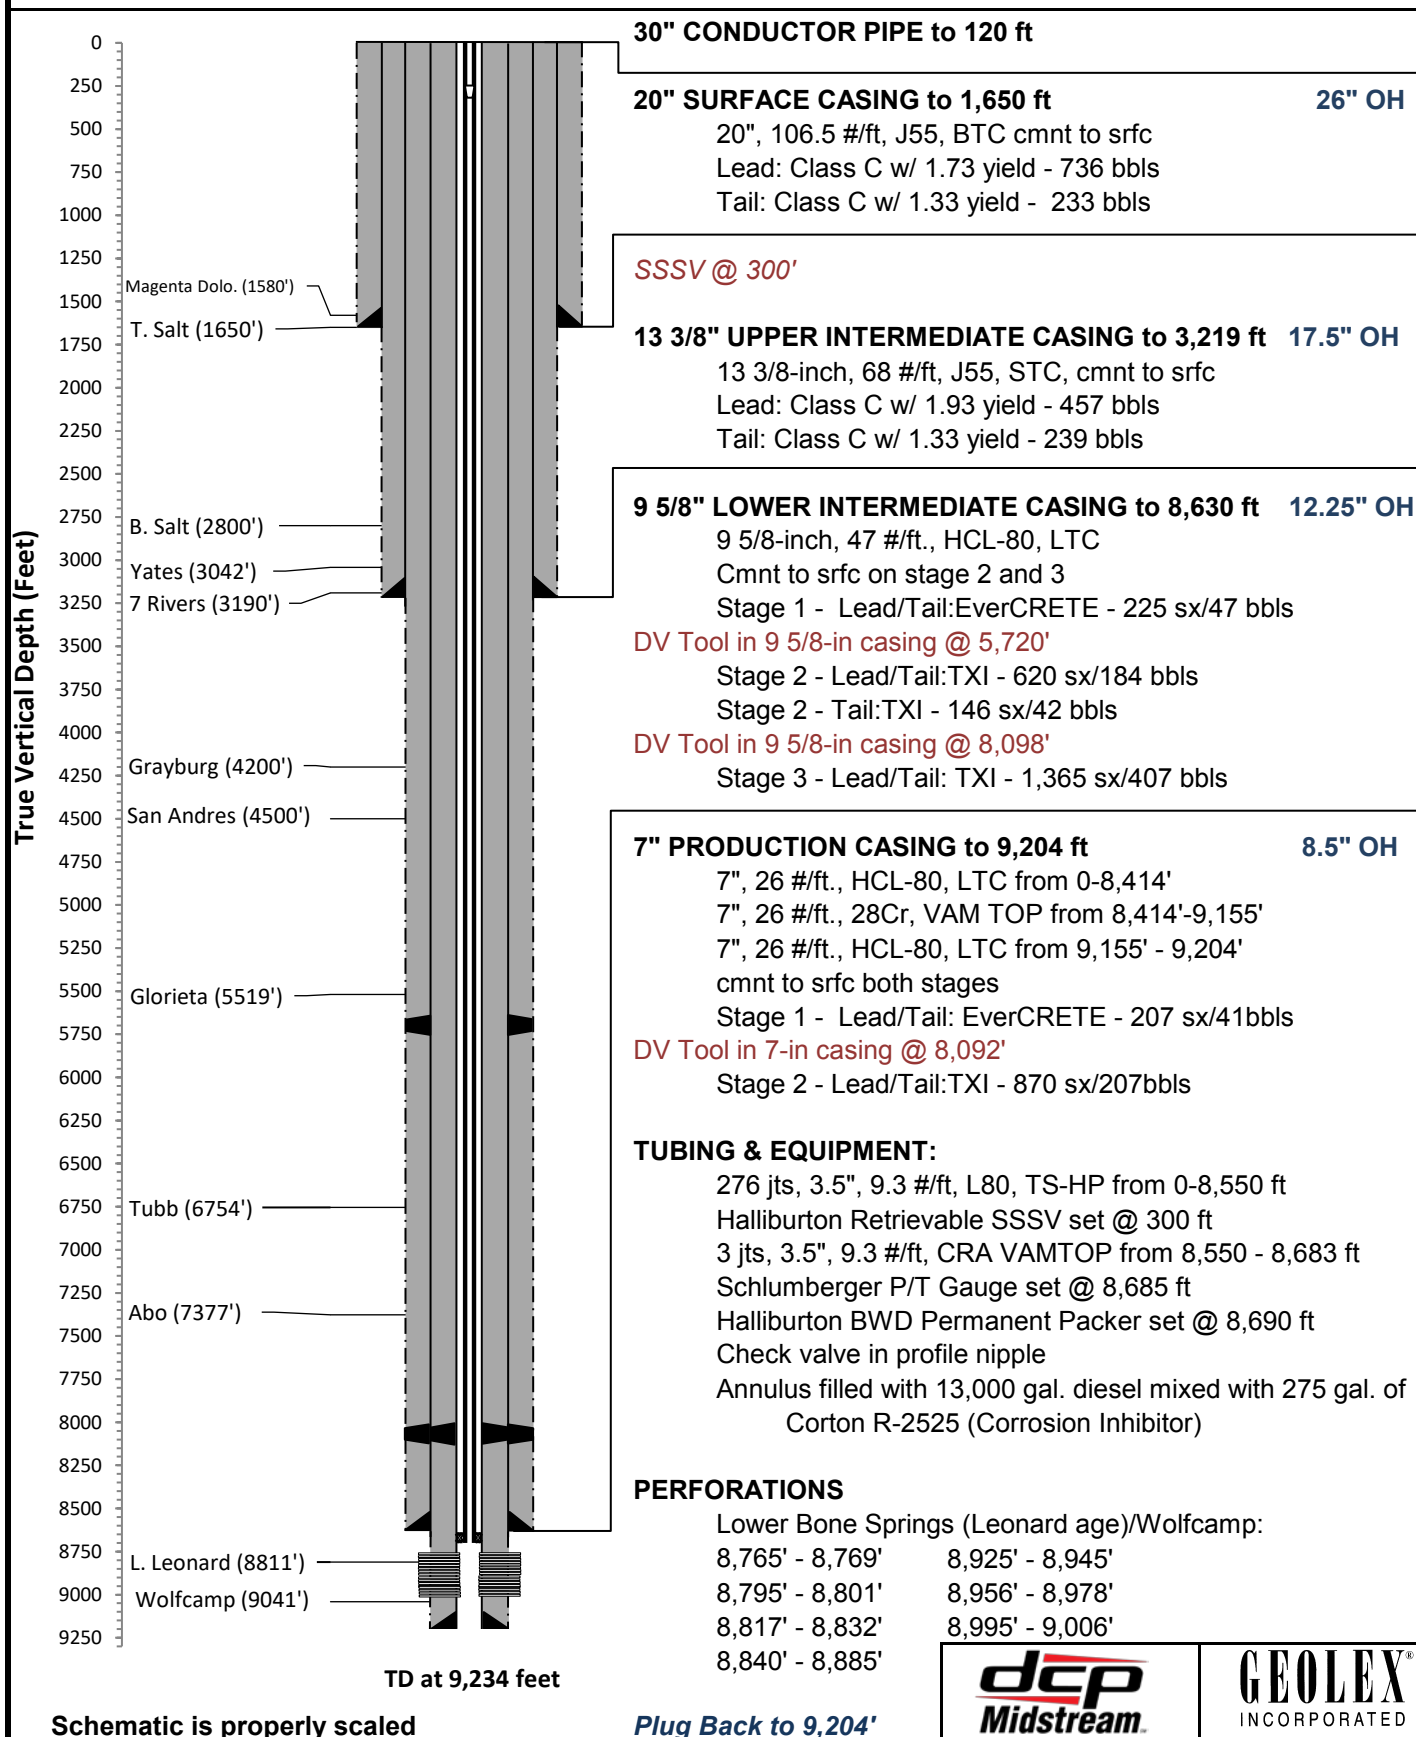 30" CONDUCTOR PIPE to 120 ft
20" SURFACE CASING to 1,650 ft 26" OH
20", 106.5 #/ft, J55, BTC cmnt to srfc
Lead: Class C w/ 1.73 yield - 736 bbls
Tail: Class C w/ 1.33 yield -  233 bbls
SSSV @ 300'
13 3/8" UPPER INTERMEDIATE CASING to 3,219 ft 17.5" OH
13 3/8-inch, 68 #/ft, J55, STC, cmnt to srfc
Lead: Class C w/ 1.93 yield - 457 bbls
Tail: Class C w/ 1.33 yield - 239 bbls
9 5/8" LOWER INTERMEDIATE CASING to 8,630 ft 12.25" OH
9 5/8-inch, 47 #/ft., HCL-80, LTC
Cmnt to srfc on stage 2 and 3
Stage 1 -  Lead/Tail:EverCRETE - 225 sx/47 bbls
DV Tool in 9 5/8-in casing @ 5,720'
Stage 2 - Lead/Tail:TXI - 620 sx/184 bbls
Stage 2 - Tail:TXI - 146 sx/42 bbls
DV Tool in 9 5/8-in casing @ 8,098'
Stage 3 - Lead/Tail: TXI - 1,365 sx/407 bbls
7" PRODUCTION CASING to 9,204 ft 8.5" OH
7", 26 #/ft., HCL-80, LTC from 0-8,414'
7", 26 #/ft., 28Cr, VAM TOP from 8,414'-9,155'
7", 26 #/ft., HCL-80, LTC from 9,155' - 9,204'
cmnt to srfc both stages
Stage 1 -  Lead/Tail: EverCRETE - 207 sx/41bbls
DV Tool in 7-in casing @ 8,092'
Stage 2 - Lead/Tail:TXI - 870 sx/207bbls
TUBING & EQUIPMENT:
276 jts, 3.5", 9.3 #/ft, L80, TS-HP from 0-8,550 ft
Halliburton Retrievable SSSV set @ 300 ft
3 jts, 3.5", 9.3 #/ft, CRA VAMTOP from 8,550 - 8,683 ft
Schlumberger P/T Gauge set @ 8,685 ft
Halliburton BWD Permanent Packer set @ 8,690 ft
Check valve in profile nipple
Annulus filled with 13,000 gal. diesel mixed with 275 gal. of
Corton R-2525 (Corrosion Inhibitor)
PERFORATIONS
Lower Bone Springs (Leonard age)/Wolfcamp:
8,765' - 8,769' 8,925' - 8,945'
8,795' - 8,801' 8,956' - 8,978'
8,817' - 8,832' 8,995' - 9,006'
8,840' - 8,885'
Plug Back to 9,204'
dcp
Midstream
GEOLEX®
INCORPORATED
True Vertical Depth (Feet)
0
250
500
750
1000
1250
1500
1750
2000
2250
2500
2750
3000
3250
3500
3750
4000
4250
4500
4750
5000
5250
5500
5750
6000
6250
6500
6750
7000
7250
7500
7750
8000
8250
8500
8750
9000
9250
Magenta Dolo. (1580')
T. Salt (1650')
B. Salt (2800')
Yates (3042')
7 Rivers (3190')
Grayburg (4200')
San Andres (4500')
Glorieta (5519')
Tubb (6754')
Abo (7377')
L. Leonard (8811')
Wolfcamp (9041')
TD at 9,234 feet
Schematic is properly scaled